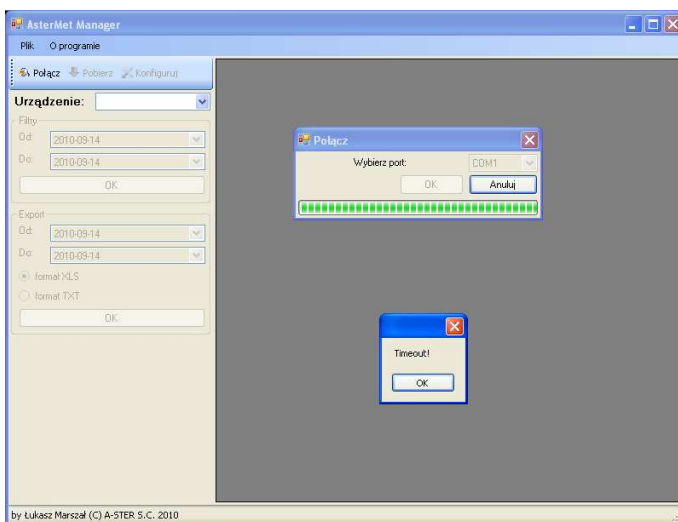 AsterMet Manager
Plik O programie
Połącz Pobierz Konfiguruj
Urządzenie:
Filtry
Od: 2010-09-14
Do: 2010-09-14
OK
Export
Od: 2010-09-14
Do: 2010-09-14
format XLS
format TXT
OK
Połącz
Wybierz port: COM1
OK Anuluj
Timeout!
OK
by Łukasz Marszał (C) A-STER S.C. 2010